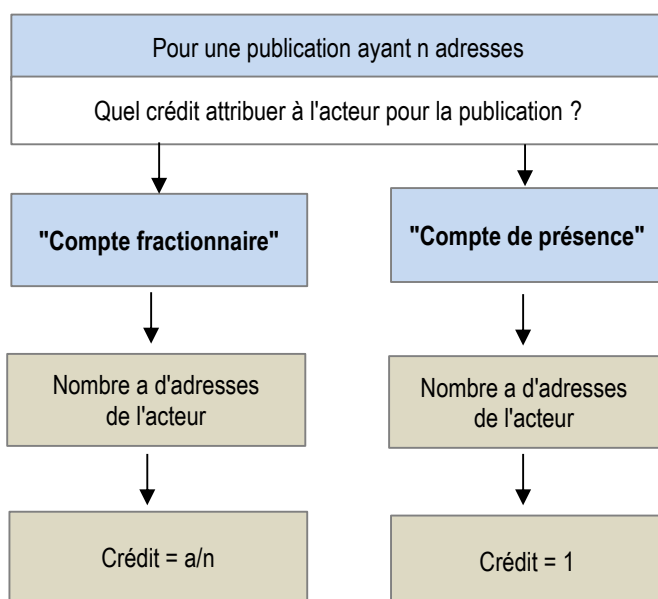 Pour une publication ayant n adresses
Quel crédit attribuer à l'acteur pour la publication ?
"Compte fractionnaire"
"Compte de présence"
Nombre a d'adresses
de l'acteur
Nombre a d'adresses
de l'acteur
Crédit = a/n
Crédit = 1